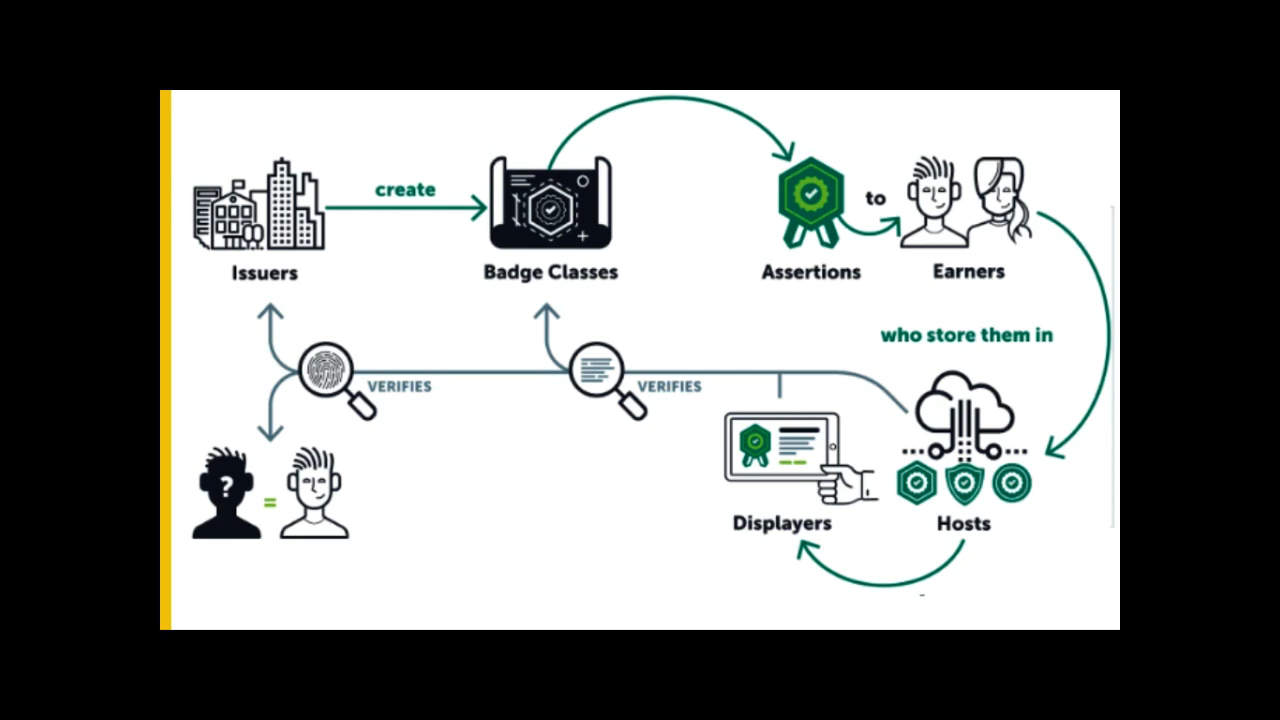 create
to
Issuers
Badge Classes
Assertions
Earners
who store them in
VERIFIES
VERIFIES
?
=
Displayers
Hosts